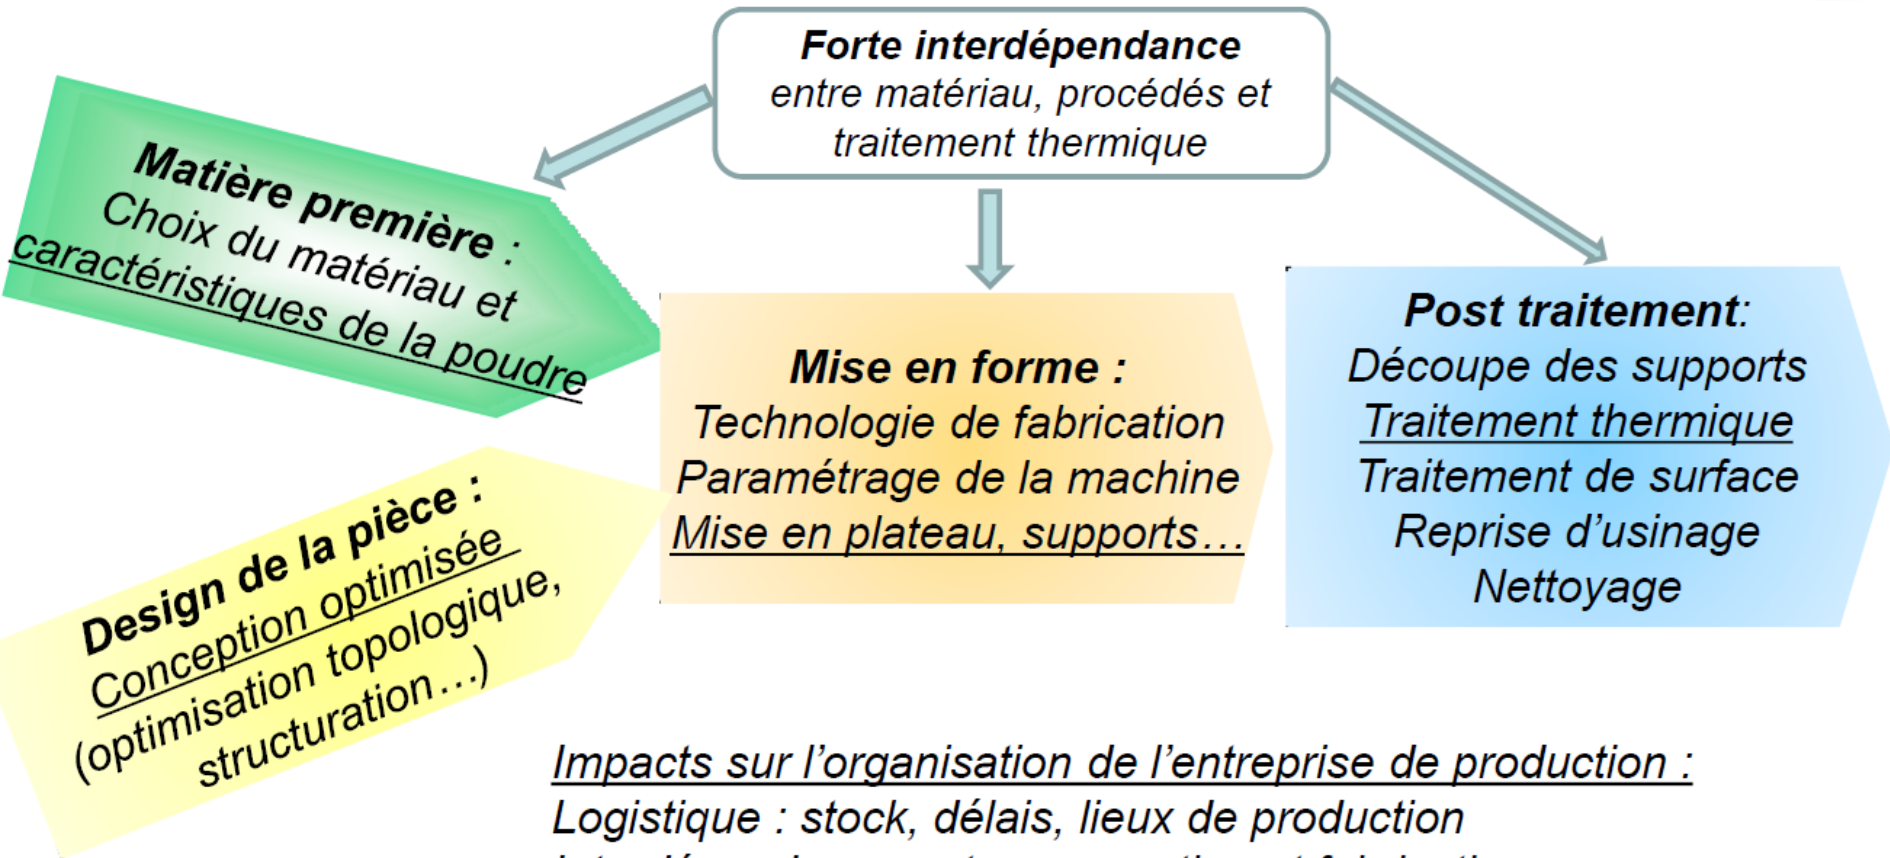 Forte interdépendance
entre matériau, procédés et
traitement thermique
Matière première :
Choix du matériau et
caractéristiques de la poudre
Design de la pièce :
Conception optimisée
(optimisation topologique,
structuration…)
Mise en forme :
Technologie de fabrication
Paramétrage de la machine
Mise en plateau, supports…
Post traitement:
Découpe des supports
Traitement thermique
Traitement de surface
Reprise d’usinage
Nettoyage
Impacts sur l’organisation de l’entreprise de production :
Logistique : stock, délais, lieux de production